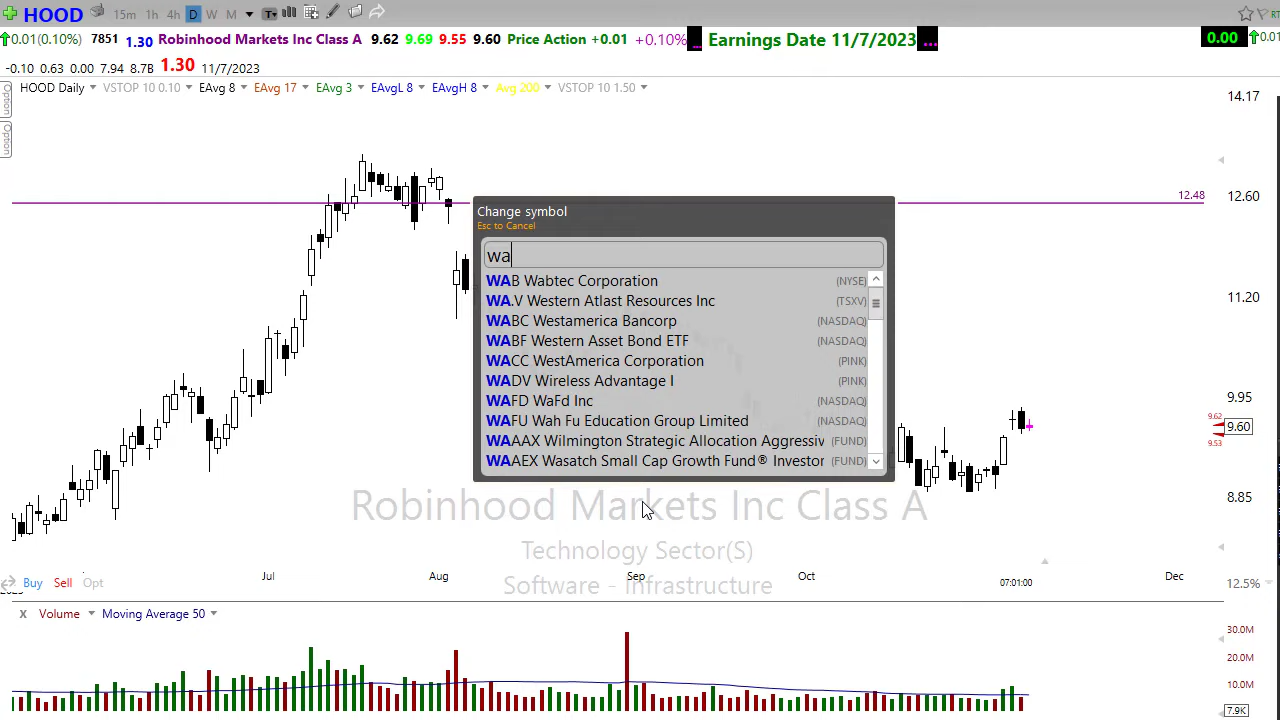 HOOD 15m 1h 4h D W M T RT
0.01(0.10%) 7851 1.30 Robinhood Markets Inc Class A 9.62 9.69 9.55 9.60 Price Action +0.01 +0.10% ... Earnings Date 11/7/2023 ... 0.00 0.01
-0.10 0.63 0.00 7.94 8.7B 1.30 11/7/2023
HOOD Daily VSTOP 10 0.10 EAvg 8 EAvg 17 EAvg 3 EAvgL 8 EAvgH 8 Avg 200 VSTOP 10 1.50
Option
Option
14.17
12.48
12.60
11.20
9.95
9.62
9.60
9.53
8.85
Change symbol
Esc to Cancel
wa
WAB Wabtec Corporation (NYSE)
WA.V Western Atlast Resources Inc (TSXV)
WABC Westamerica Bancorp (NASDAQ)
WABF Western Asset Bond ETF (NASDAQ)
WACC WestAmerica Corporation (PINK)
WADV Wireless Advantage I (PINK)
WAFD WaFd Inc (NASDAQ)
WAFU Wah Fu Education Group Limited (NASDAQ)
WAAAX Wilmington Strategic Allocation Aggressiv (FUND)
WAAEX Wasatch Small Cap Growth Fund® Investor (FUND)
Robinhood Markets Inc Class A
Technology Sector(S)
Software - Infrastructure
Buy Sell Opt
Jul Aug Sep Oct 07:01:00 Dec 12.5%
X Volume Moving Average 50
30.0M
20.0M
10.0M
7.9K